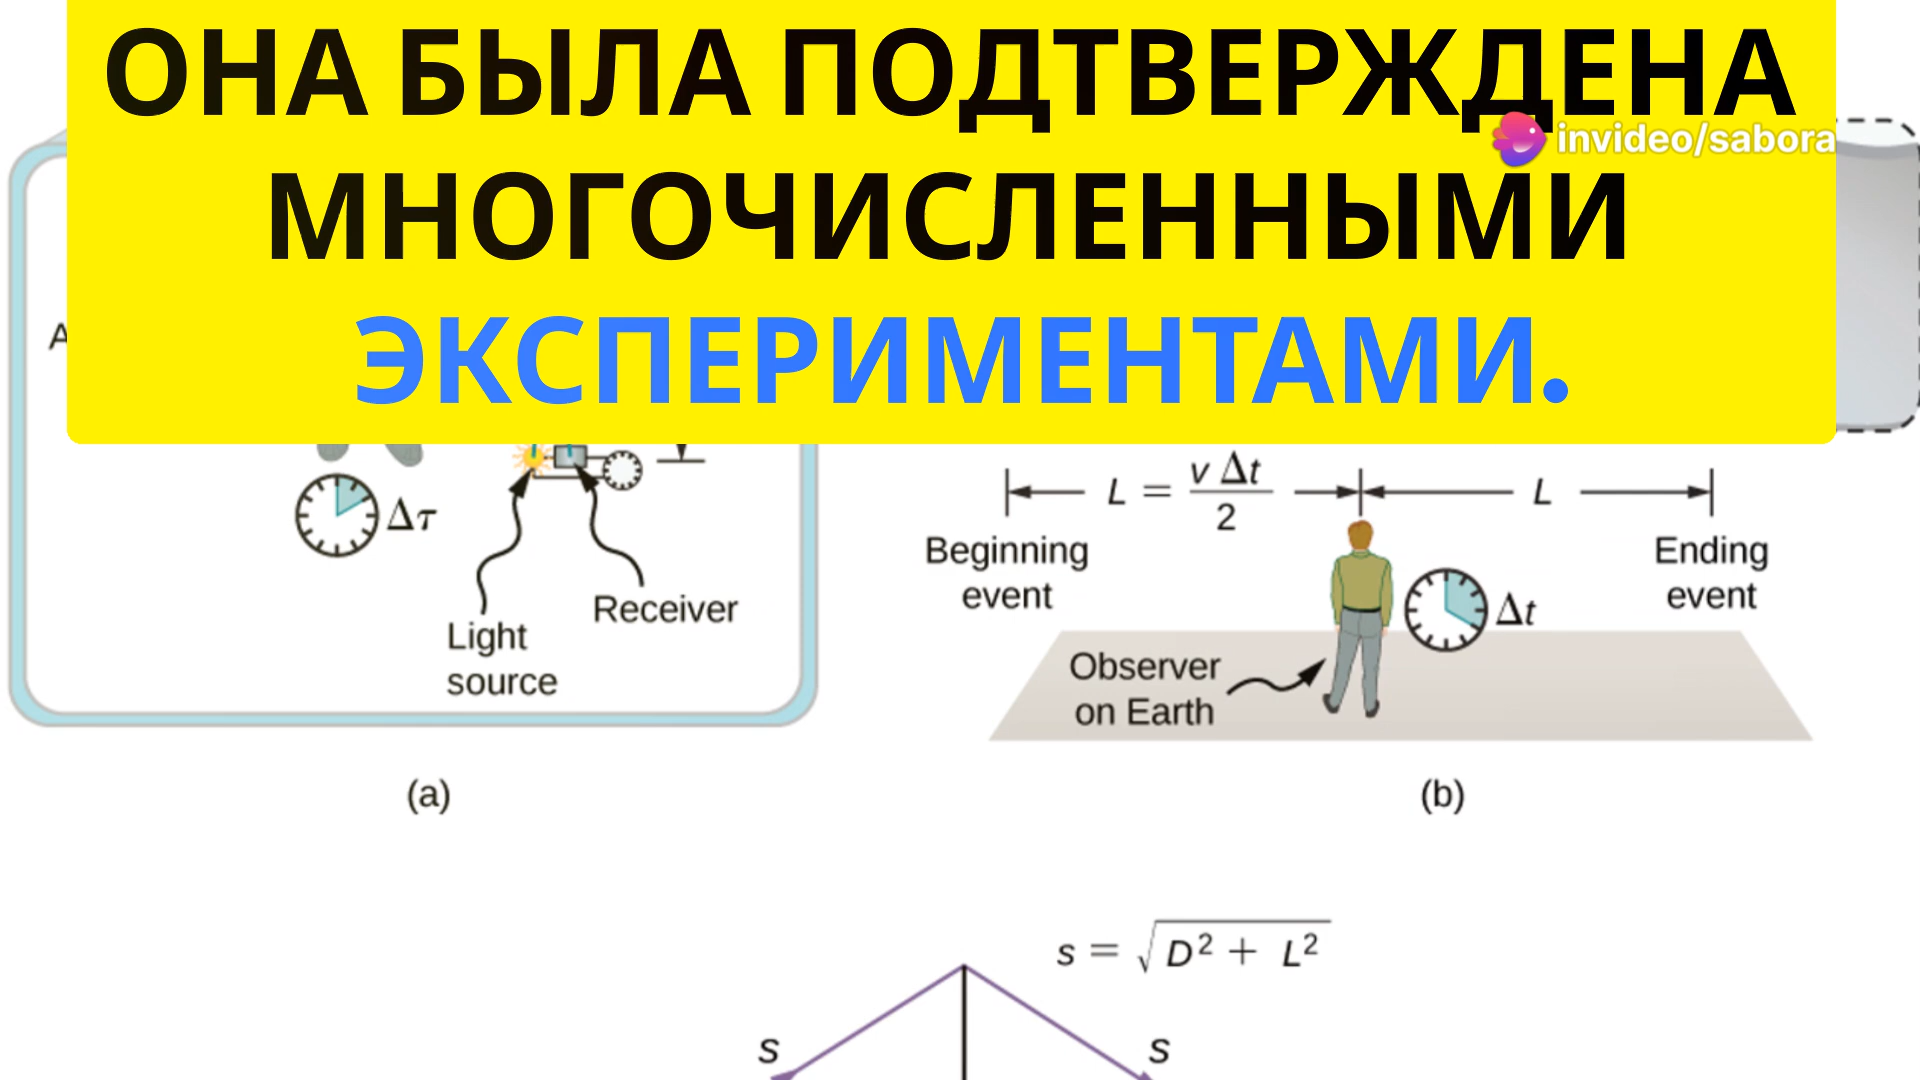 ОНА БЫЛА ПОДТВЕРЖДЕНА
invideo/sabora
МНОГОЧИСЛЕННЫМИ
ЭКСПЕРИМЕНТАМИ.
A
Δτ
Light
source
Receiver
L = v Δt / 2
L
Beginning
event
Ending
event
Δt
Observer
on Earth
(a)
(b)
s = √D² + L²
s
s